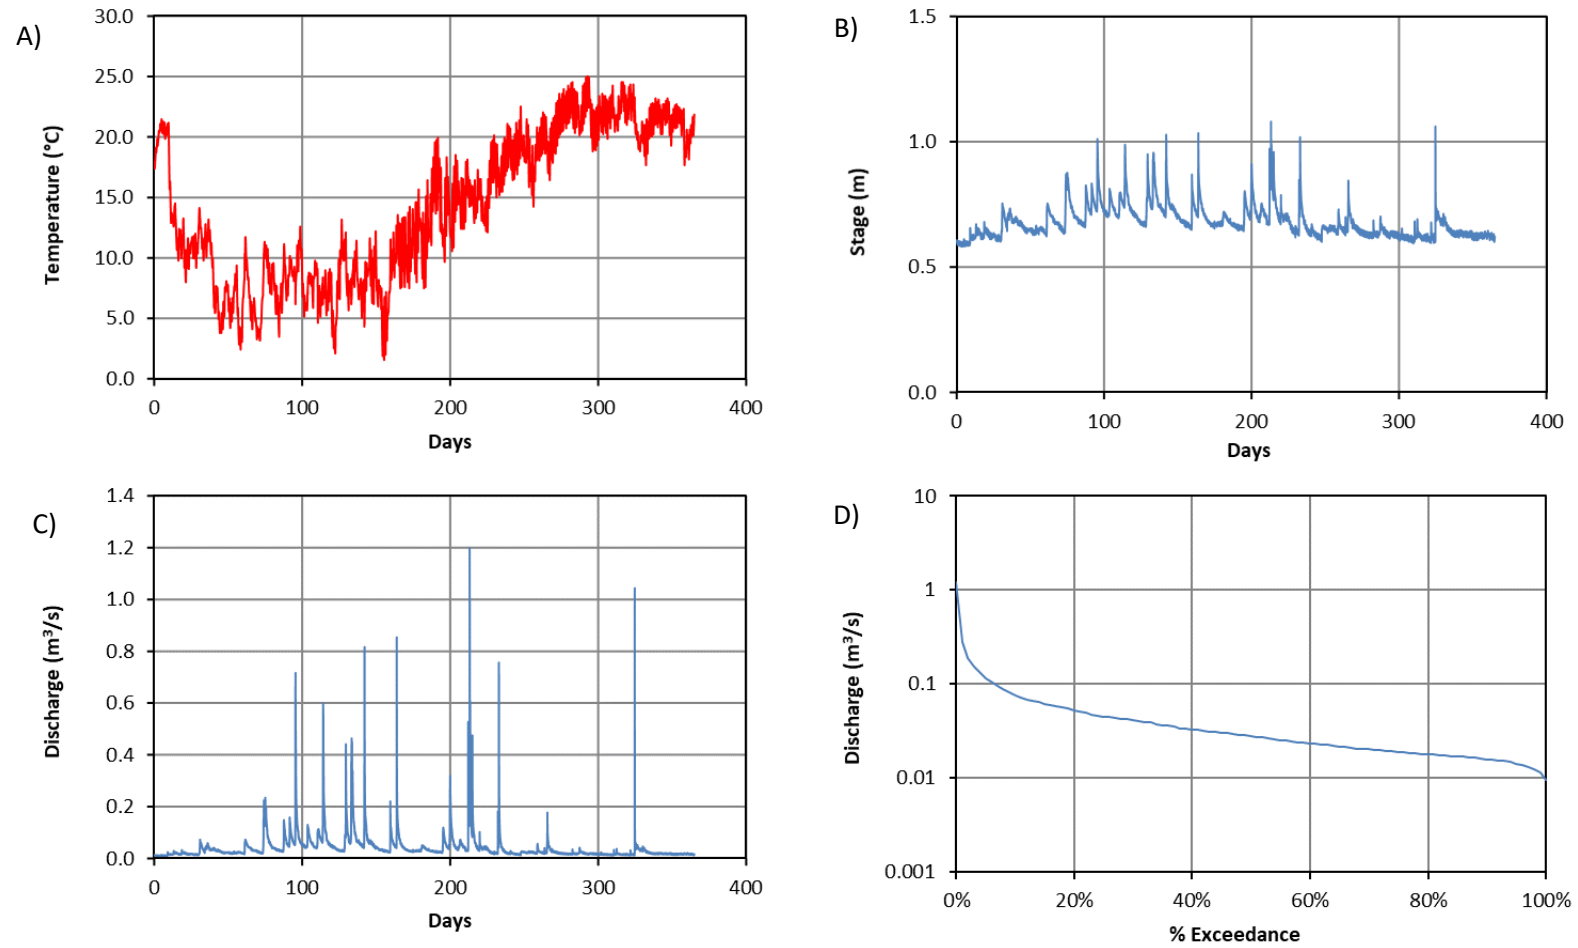 A)
30.0
25.0
20.0
15.0
10.0
5.0
0.0
Temperature (°C)
0 100 200 300 400
Days
B)
1.5
1.0
0.5
0.0
Stage (m)
0 100 200 300 400
Days
C)
1.4
1.2
1.0
0.8
0.6
0.4
0.2
0.0
Discharge (m³/s)
0 100 200 300 400
Days
D)
10
1
0.1
0.01
0.001
Discharge (m³/s)
0% 20% 40% 60% 80% 100%
% Exceedance